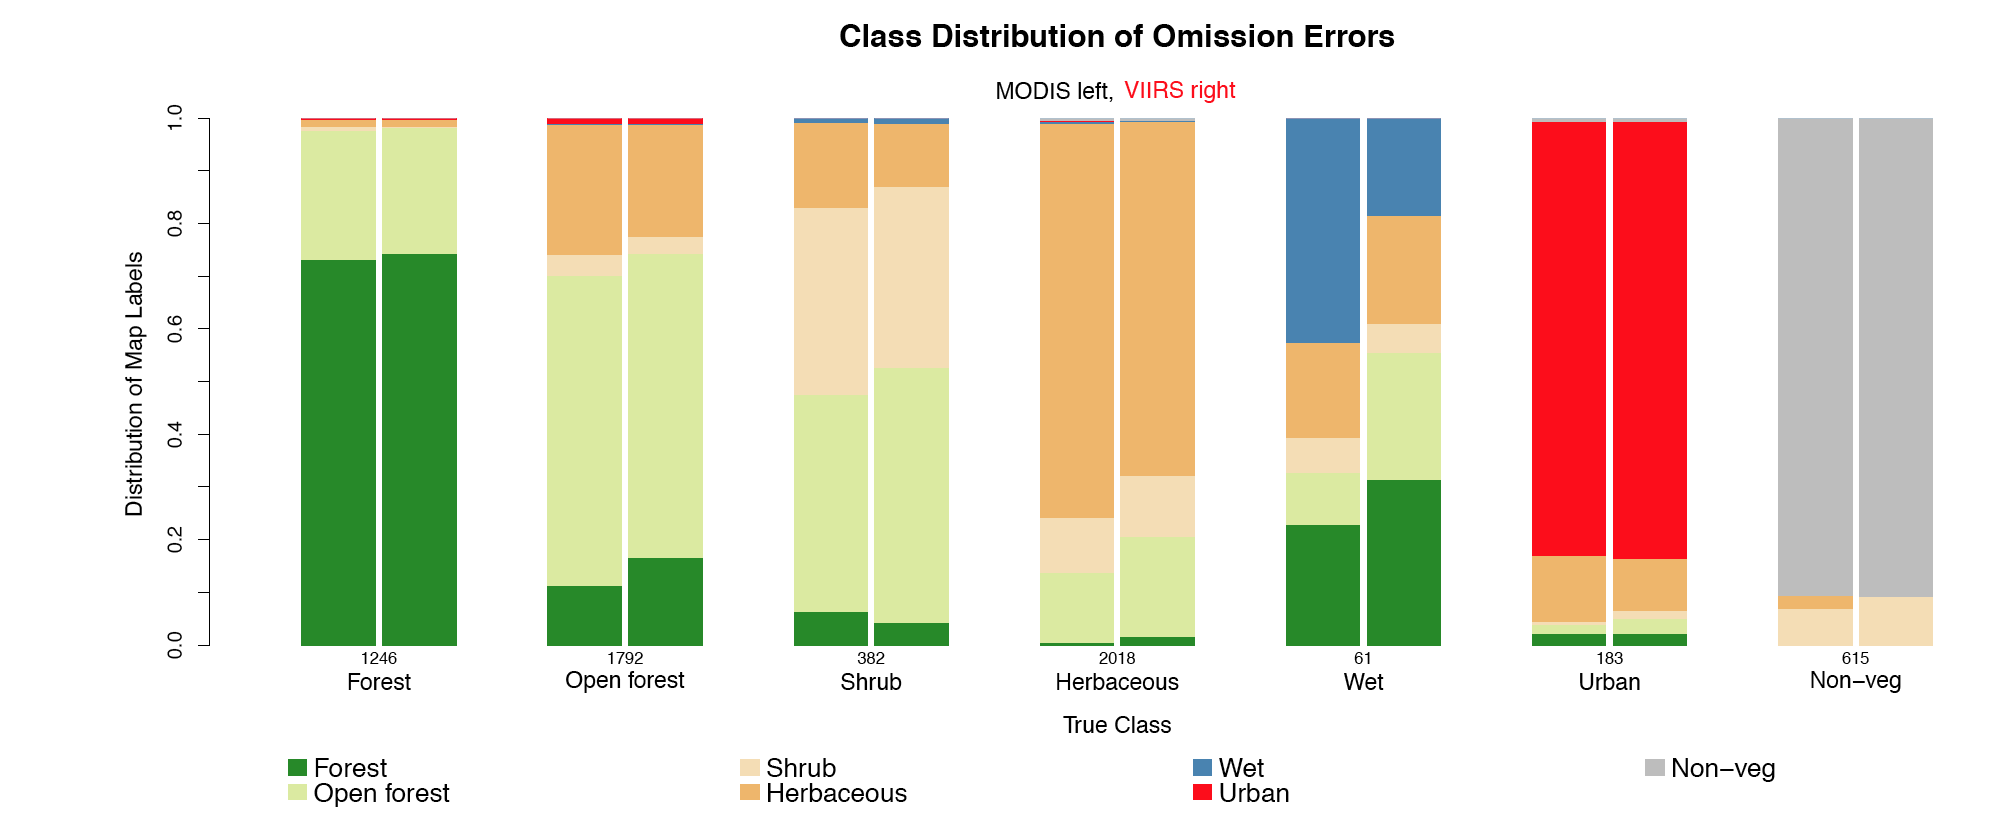 Class Distribution of Omission Errors
MODIS left, VIIRS right
Distribution of Map Labels
1.0
0.8
0.6
0.4
0.2
0.0
1246 1792 382 2018 61 183 615
Forest Open forest Shrub Herbaceous Wet Urban Non−veg
True Class
Forest Shrub Wet Non−veg
Open forest Herbaceous Urban